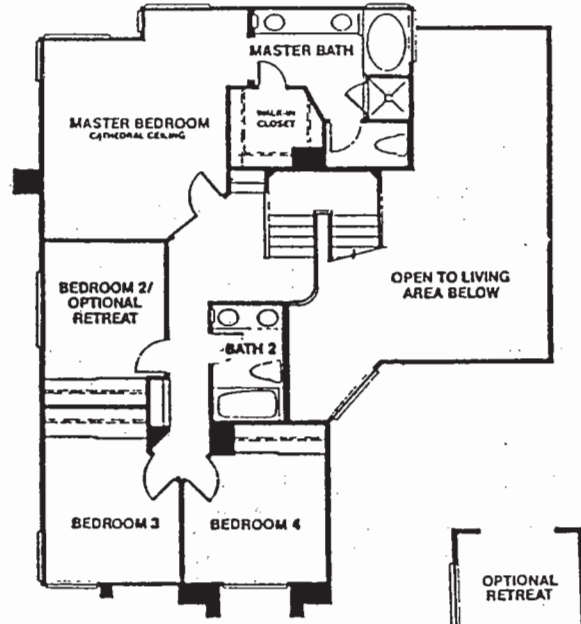 MASTER BATH
WALK-IN
CLOSET
MASTER BEDROOM
CATHEDRAL CEILING
BEDROOM 2/
OPTIONAL
RETREAT
OPEN TO LIVING
AREA BELOW
BATH 2
BEDROOM 3
BEDROOM 4
OPTIONAL
RETREAT